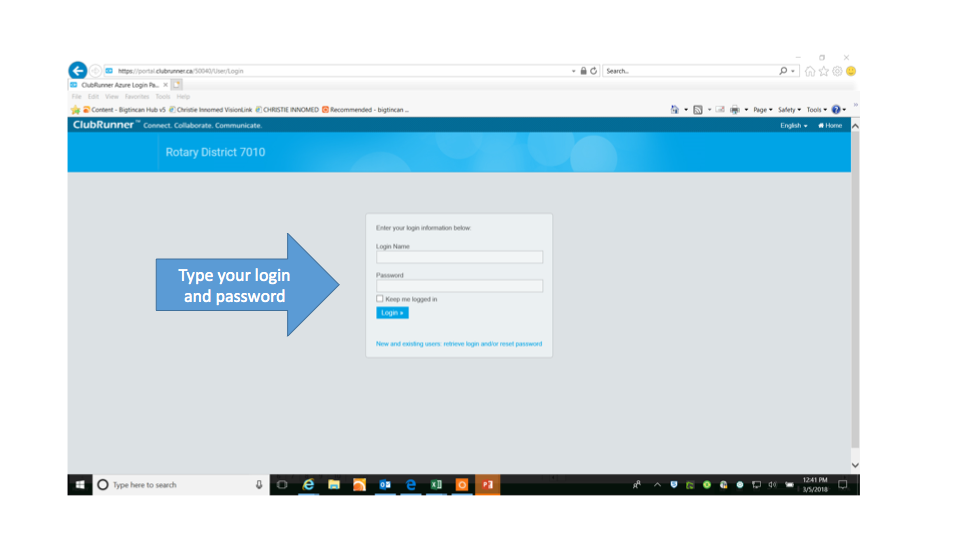 https://portal.clubrunner.ca/50040/User/Login
Search...
ClubRunner Azure Login Pa...
File Edit View Favorites Tools Help
Content - Bigtincan Hub v5 Christie Innomed VisionLink CHRISTIE INNOMED Recommended - bigtincan ...
Page Safety Tools
ClubRunner™ Connect. Collaborate. Communicate.
English Home
Rotary District 7010
Enter your login information below:
Login Name
Type your login
and password
Password
Keep me logged in
Login »
New and existing users: retrieve login and/or reset password
Type here to search
12:41 PM
3/5/2018